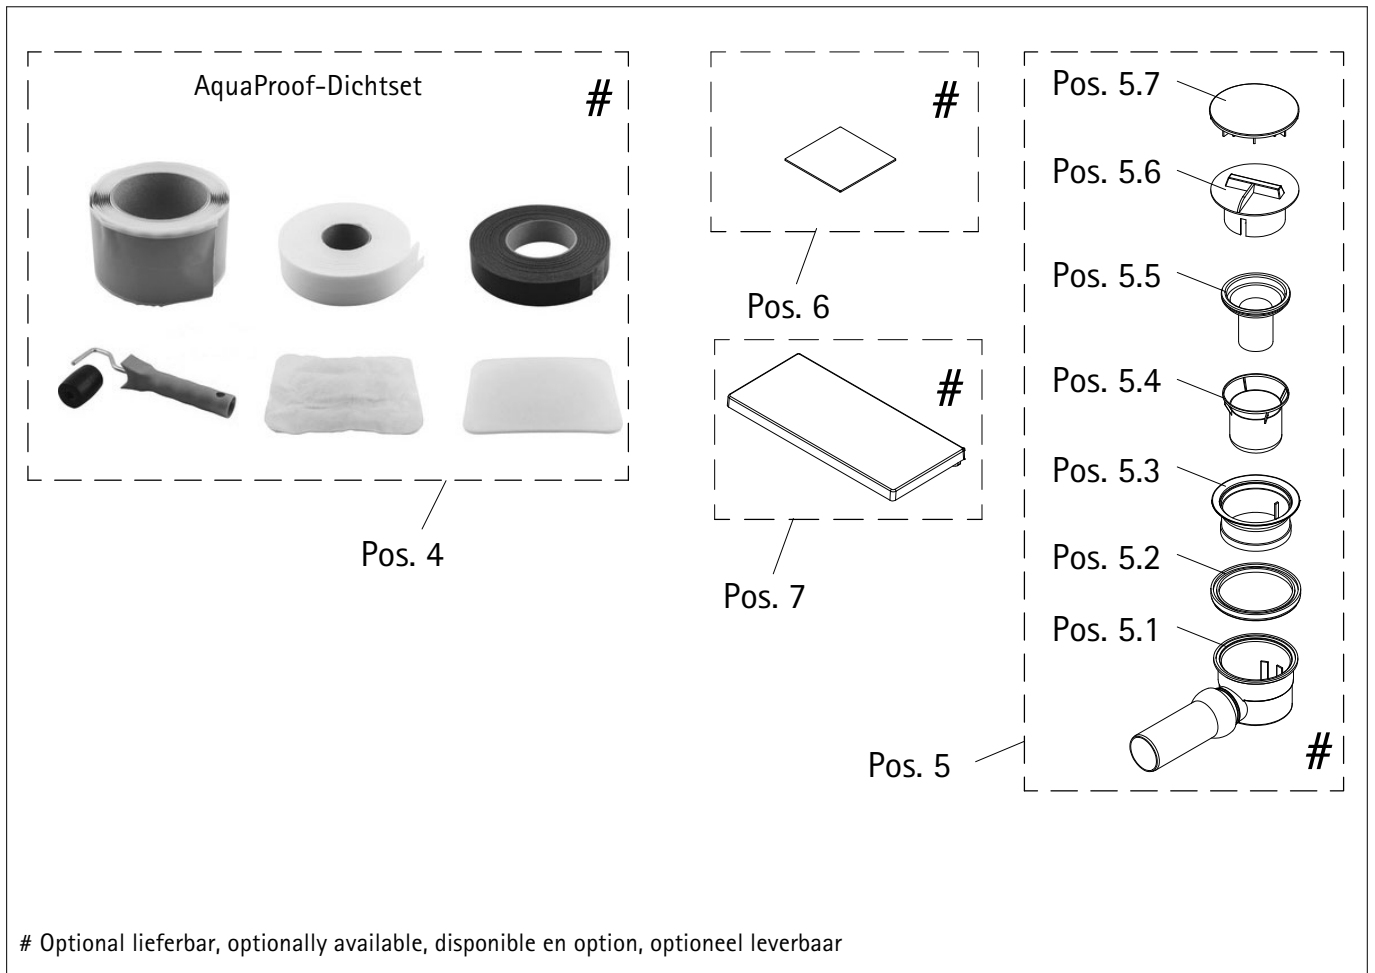 AquaProof-Dichtset
#
Pos. 4
#
Pos. 6
#
Pos. 7
Pos. 5.7
Pos. 5.6
Pos. 5.5
Pos. 5.4
Pos. 5.3
Pos. 5.2
Pos. 5.1
#
Pos. 5
# Optional lieferbar, optionally available, disponible en option, optioneel leverbaar